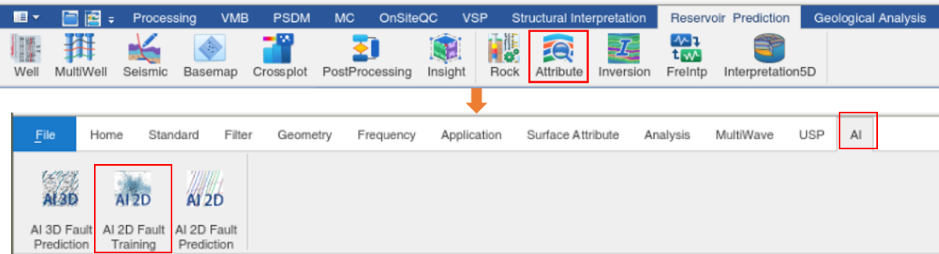 Processing VMB PSDM MC OnSiteQC VSP Structural Interpretation Reservoir Prediction Geological Analysis
Well MultiWell Seismic Basemap Crossplot PostProcessing Insight Rock Attribute Inversion FreIntp Interpretation5D
File Home Standard Filter Geometry Frequency Application Surface Attribute Analysis MultiWave USP AI
AI 3D AI 2D AI 2D
AI 3D Fault AI 2D Fault AI 2D Fault
Prediction Training Prediction